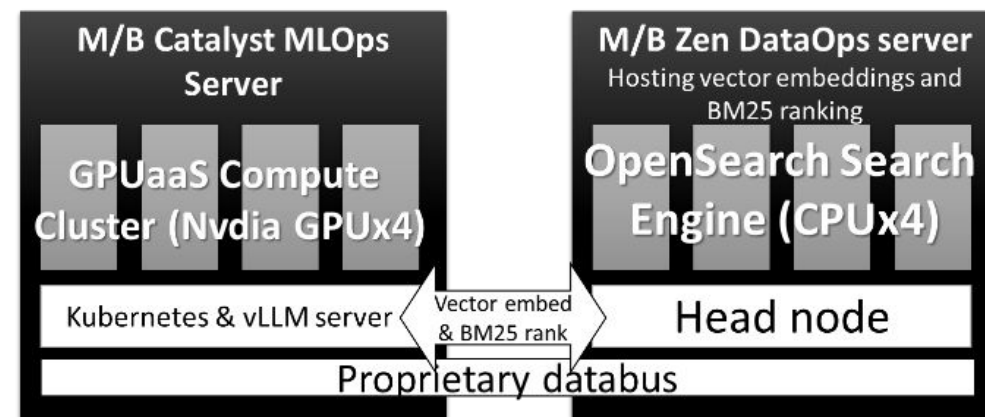 M/B Catalyst MLOps
Server
GPUaaS Compute
Cluster (Nvdia GPUx4)
Kubernetes & vLLM server
M/B Zen DataOps server
Hosting vector embeddings and
BM25 ranking
OpenSearch Search
Engine (CPUx4)
Head node
Vector embed
& BM25 rank
Proprietary databus